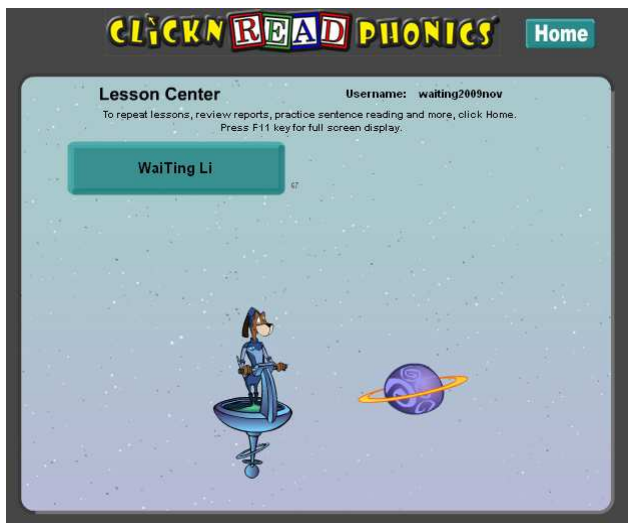 CLICKN READ PHONICS
Home
Lesson Center
Username: waiting2009nov
To repeat lessons, review reports, practice sentence reading and more, click Home.
Press F11 key for full screen display.
WaiTing Li
67